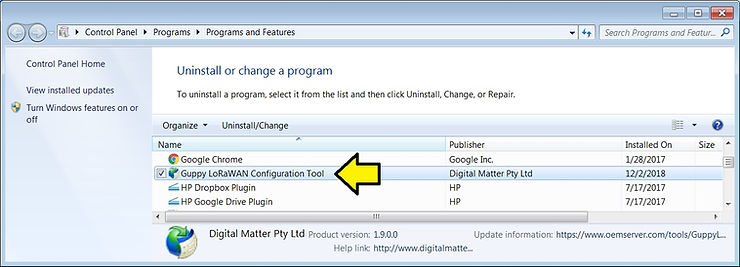 Control Panel Programs Programs and Features
Search Programs and Featur...
Control Panel Home
View installed updates
Turn Windows features on or
off
Uninstall or change a program
To uninstall a program, select it from the list and then click Uninstall, Change, or Repair.
Organize Uninstall/Change
Name Publisher Installed On Size
Google Chrome Google Inc. 1/28/2017
Guppy LoRaWAN Configuration Tool Digital Matter Pty Ltd 12/2/2018
HP Dropbox Plugin HP 7/17/2017
HP Google Drive Plugin HP 7/17/2017
Digital Matter Pty Ltd Product version: 1.9.0.0 Update information: https://www.oemserver.com/tools/GuppyL...
Help link: http://www.digitalmatte...